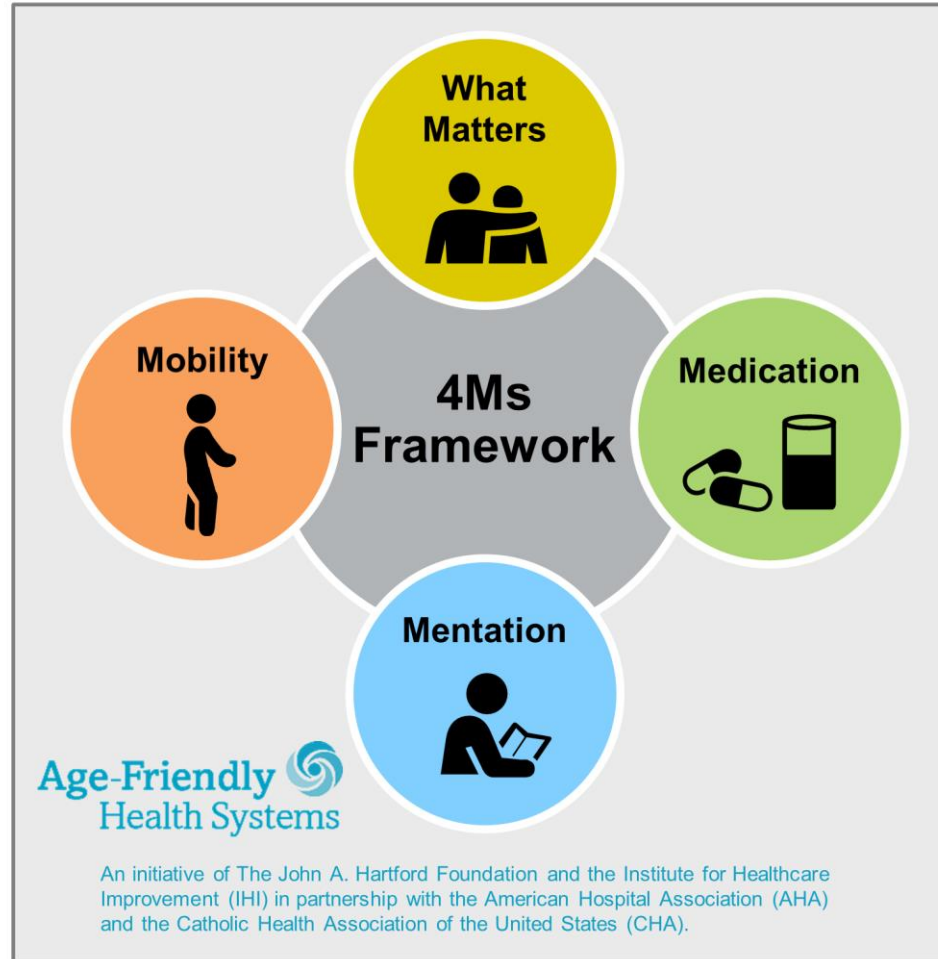 What
Matters
Mobility
Medication
4Ms
Framework
Mentation
Age-Friendly
Health Systems
An initiative of The John A. Hartford Foundation and the Institute for Healthcare
Improvement (IHI) in partnership with the American Hospital Association (AHA)
and the Catholic Health Association of the United States (CHA).